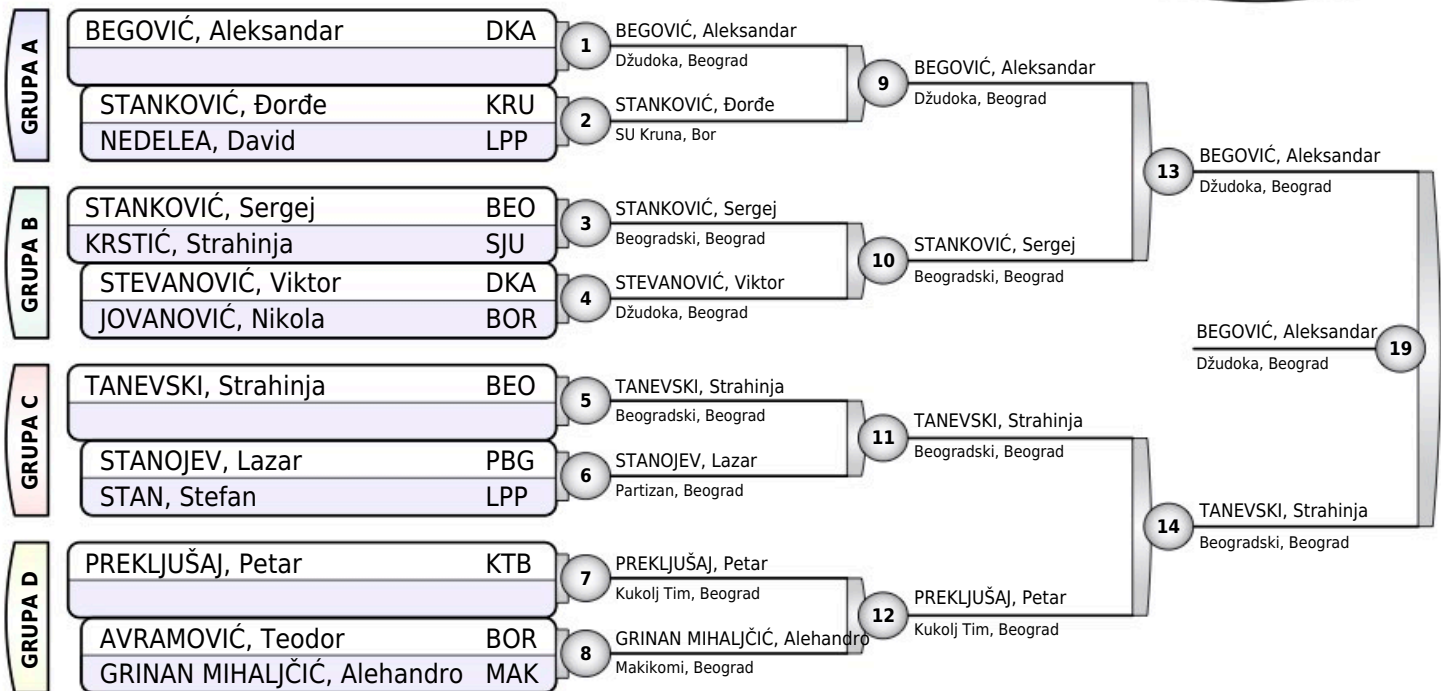 GRUPA A
BEGOVIĆ, Aleksandar DKA
STANKOVIĆ, Đorđe KRU
NEDELEA, David LPP
GRUPA B
STANKOVIĆ, Sergej BEO
KRSTIĆ, Strahinja SJU
STEVANOVIĆ, Viktor DKA
JOVANOVIĆ, Nikola BOR
GRUPA C
TANEVSKI, Strahinja BEO
STANOJEV, Lazar PBG
STAN, Stefan LPP
GRUPA D
PREKLJUŠAJ, Petar KTB
AVRAMOVIĆ, Teodor BOR
GRINAN MIHALJČIĆ, Alehandro MAK
1
BEGOVIĆ, Aleksandar
Džudoka, Beograd
2
STANKOVIĆ, Đorđe
SU Kruna, Bor
3
STANKOVIĆ, Sergej
Beogradski, Beograd
4
STEVANOVIĆ, Viktor
Džudoka, Beograd
5
TANEVSKI, Strahinja
Beogradski, Beograd
6
STANOJEV, Lazar
Partizan, Beograd
7
PREKLJUŠAJ, Petar
Kukolj Tim, Beograd
8
GRINAN MIHALJČIĆ, Alehandro
Makikomi, Beograd
9
BEGOVIĆ, Aleksandar
Džudoka, Beograd
10
STANKOVIĆ, Sergej
Beogradski, Beograd
11
TANEVSKI, Strahinja
Beogradski, Beograd
12
PREKLJUŠAJ, Petar
Kukolj Tim, Beograd
13
BEGOVIĆ, Aleksandar
Džudoka, Beograd
14
TANEVSKI, Strahinja
Beogradski, Beograd
BEGOVIĆ, Aleksandar
Džudoka, Beograd
19